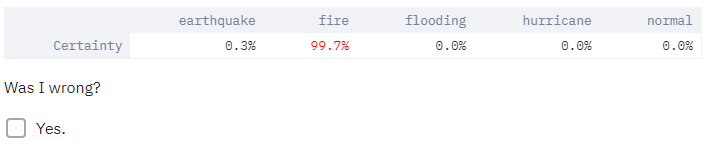 earthquake fire flooding hurricane normal
Certainty 0.3% 99.7% 0.0% 0.0% 0.0%
Was I wrong?
Yes.